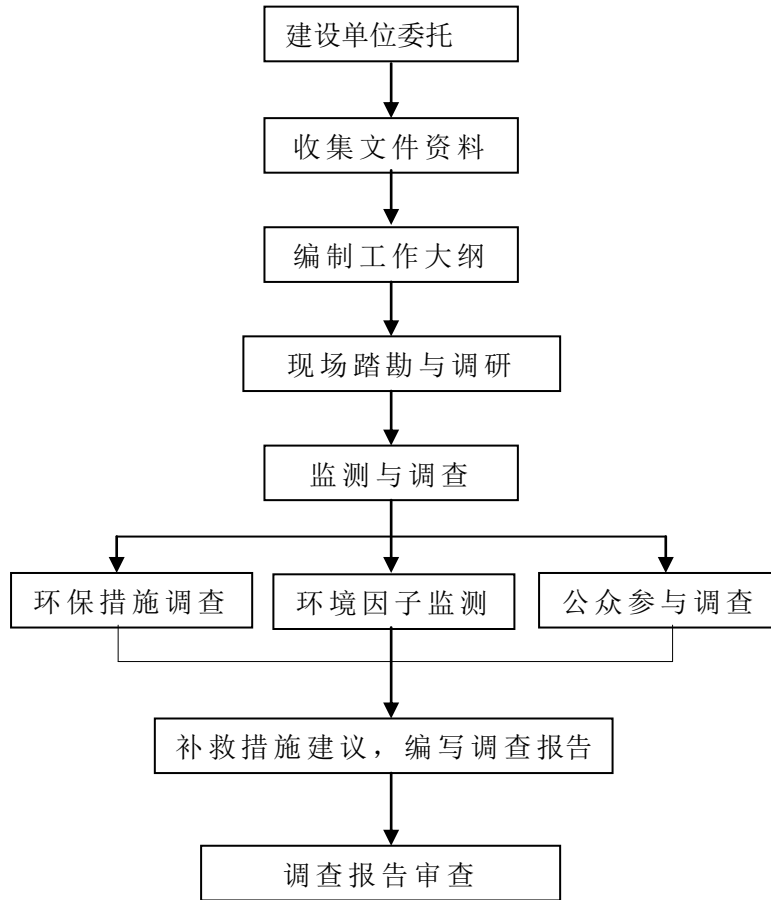 建设单位委托
收集文件资料
编制工作大纲
现场踏勘与调研
监测与调查
环保措施调查
环境因子监测
公众参与调查
补救措施建议，编写调查报告
调查报告审查